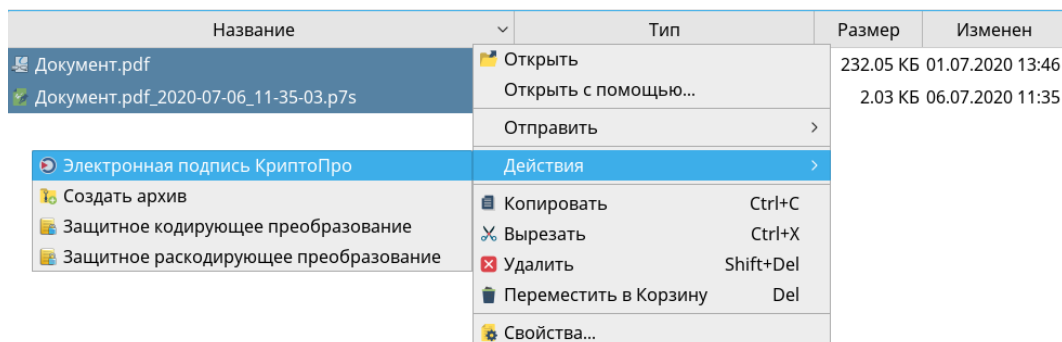 Название Тип Размер Изменен
Документ.pdf Открыть 232.05 КБ 01.07.2020 13:46
Документ.pdf_2020-07-06_11-35-03.p7s Открыть с помощью... 2.03 КБ 06.07.2020 11:35
Отправить
Электронная подпись КриптоПро Действия
Создать архив Копировать Ctrl+C
Защитное кодирующее преобразование Вырезать Ctrl+X
Защитное раскодирующее преобразование Удалить Shift+Del
Переместить в Корзину Del
Свойства...